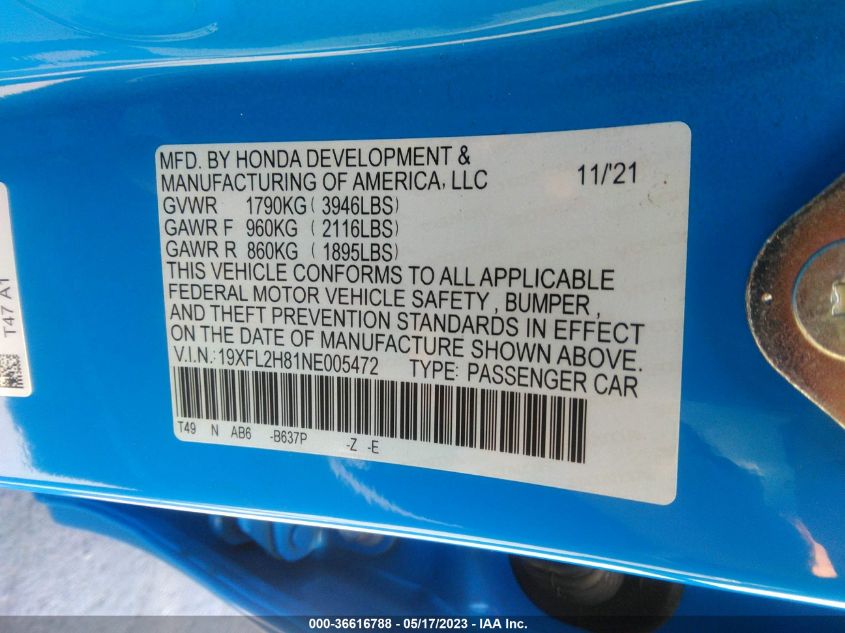 MFD. BY HONDA DEVELOPMENT &
MANUFACTURING OF AMERICA, LLC 11/'21
GVWR 1790KG ( 3946LBS)
GAWR F 960KG ( 2116LBS)
GAWR R 860KG ( 1895LBS)
THIS VEHICLE CONFORMS TO ALL APPLICABLE
FEDERAL MOTOR VEHICLE SAFETY, BUMPER,
AND THEFT PREVENTION STANDARDS IN EFFECT
ON THE DATE OF MANUFACTURE SHOWN ABOVE.
V.I.N.: 19XFL2H81NE005472 TYPE: PASSENGER CAR
T49 N AB6 -B637P -Z -E
T47 A1
000-36616788 - 05/17/2023 - IAA Inc.